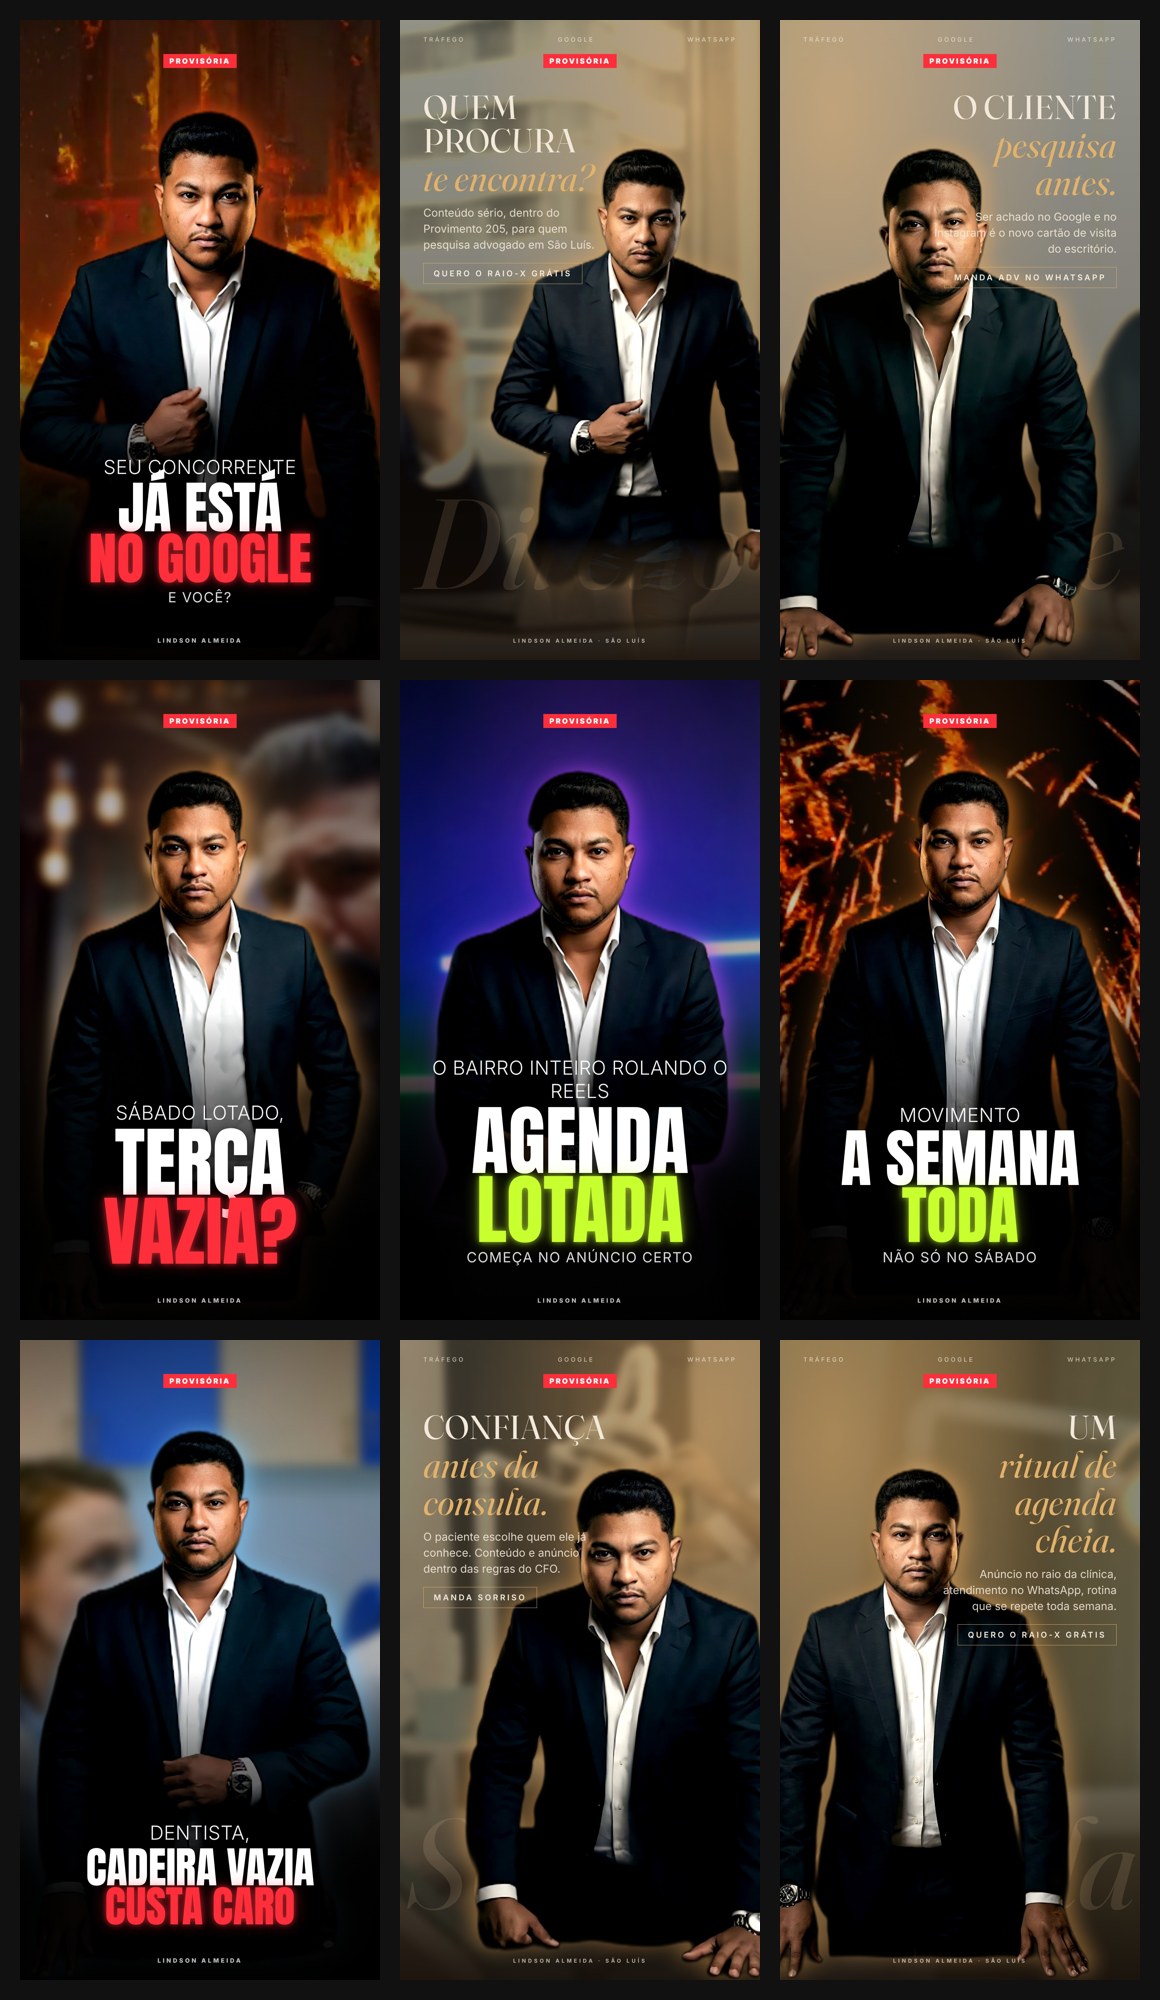 PROVISÓRIA
SEU CONCORRENTE
JÁ ESTÁ
NO GOOGLE
E VOCÊ?
LINDSON ALMEIDA
TRÁFEGO GOOGLE WHATSAPP
PROVISÓRIA
QUEM
PROCURA
te encontra?
Conteúdo sério, dentro do
Provimento 205, para quem
pesquisa advogado em São Luís.
QUERO O RAIO-X GRÁTIS
LINDSON ALMEIDA · SÃO LUÍS
TRÁFEGO GOOGLE WHATSAPP
PROVISÓRIA
O CLIENTE
pesquisa
antes.
Ser achado no Google e no
Instagram é o novo cartão de visita
do escritório.
MANDA ADV NO WHATSAPP
LINDSON ALMEIDA · SÃO LUÍS
PROVISÓRIA
SÁBADO LOTADO,
TERÇA
VAZIA?
LINDSON ALMEIDA
PROVISÓRIA
O BAIRRO INTEIRO ROLANDO O
REELS
AGENDA
LOTADA
COMEÇA NO ANÚNCIO CERTO
LINDSON ALMEIDA
PROVISÓRIA
MOVIMENTO
A SEMANA
TODA
NÃO SÓ NO SÁBADO
LINDSON ALMEIDA
PROVISÓRIA
DENTISTA,
CADEIRA VAZIA
CUSTA CARO
LINDSON ALMEIDA
TRÁFEGO GOOGLE WHATSAPP
PROVISÓRIA
CONFIANÇA
antes da
consulta.
O paciente escolhe quem ele já
conhece. Conteúdo e anúncio
dentro das regras do CFO.
MANDA SORRISO
LINDSON ALMEIDA · SÃO LUÍS
TRÁFEGO GOOGLE WHATSAPP
PROVISÓRIA
UM
ritual de
agenda
cheia.
Anúncio no raio da clínica,
atendimento no WhatsApp, rotina
que se repete toda semana.
QUERO O RAIO-X GRÁTIS
LINDSON ALMEIDA · SÃO LUÍS